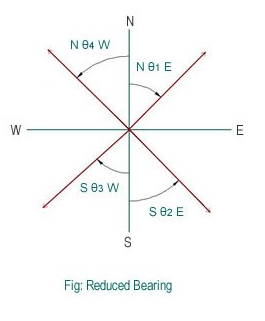 N
N θ4 W
N θ1 E
W
E
S θ3 W
S θ2 E
S
Fig: Reduced Bearing